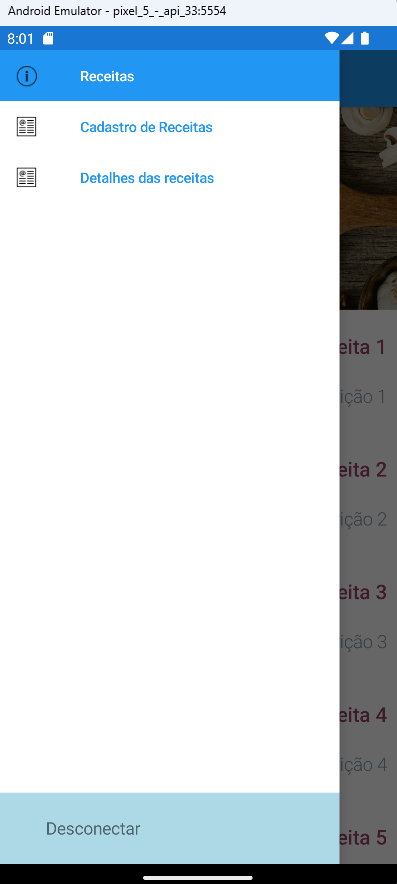 Android Emulator - pixel_5_-_api_33:5554
8:01
Receitas
Cadastro de Receitas
Detalhes das receitas
eita 1
ição 1
eita 2
ição 2
eita 3
ição 3
eita 4
ição 4
eita 5
Desconectar